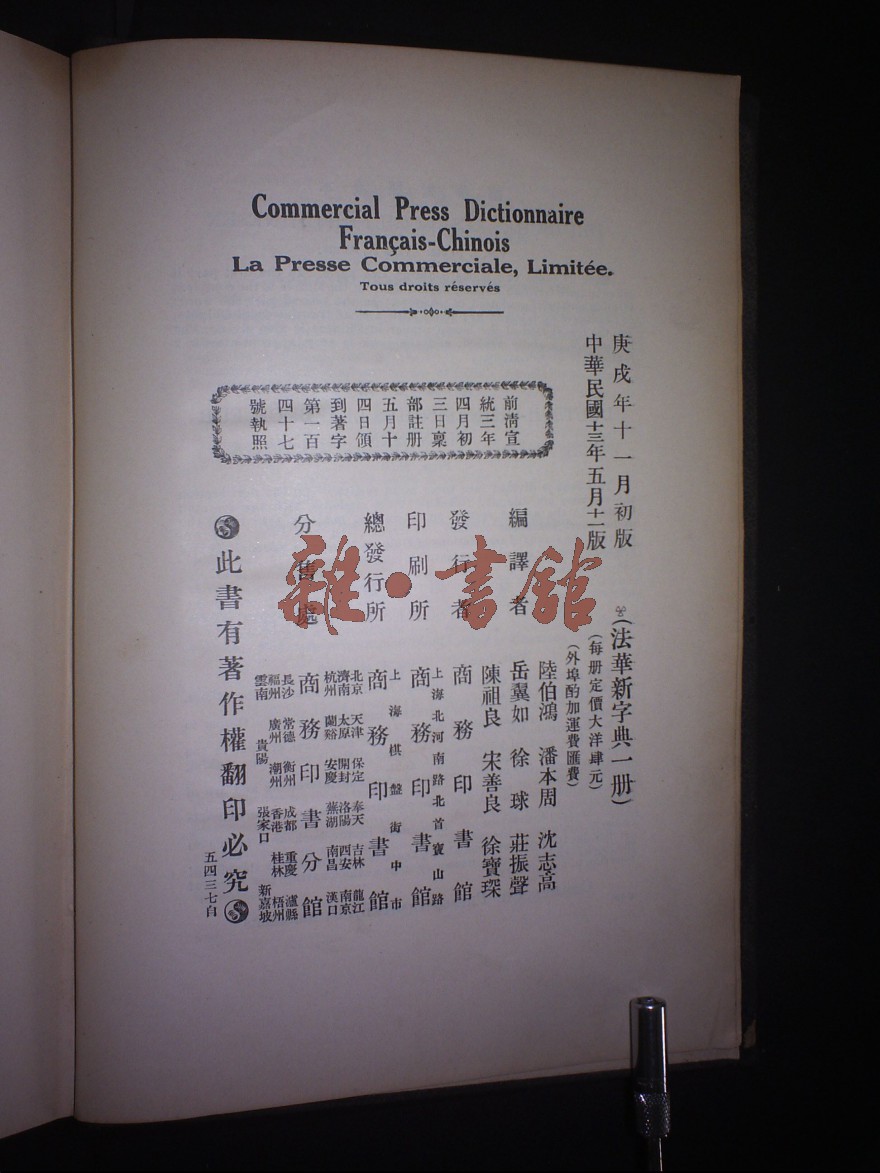 Commercial Press Dictionnaire
Français-Chinois
La Presse Commerciale, Limitée.
Tous droits réservés
庚戌年十一月初版
中華民國十三年五月十二版
前清宣
統三年
四月初
三日稟
部註册
五月十
四日領
到著字
第一百
四十七
號執照
(法華新字典一册)
(每册定價大洋肆元)
(外埠酌加運費匯費)
編譯者
陸伯鴻 潘本周 沈志高
岳翼如 徐球 莊振聲
陳祖良 宋善良 徐寶琛
發行者
商務印書館
印刷所
上海北河南路北首寶山路
商務印書館
總發行所
上海棋盤街中市
商務印書館
分售處
北京 天津 保定 奉天 吉林 龍江
濟南 太原 開封 洛陽 西安 南京
杭州 蘭谿 安慶 蕪湖 南昌 漢口
商務印書分館
長沙 常德 衡州 成都 重慶 瀘縣
福州 廣州 潮州 香港 桂林 梧州
雲南 貴陽 張家口 新嘉坡
此書有著作權翻印必究
五四三七自
雜·書館